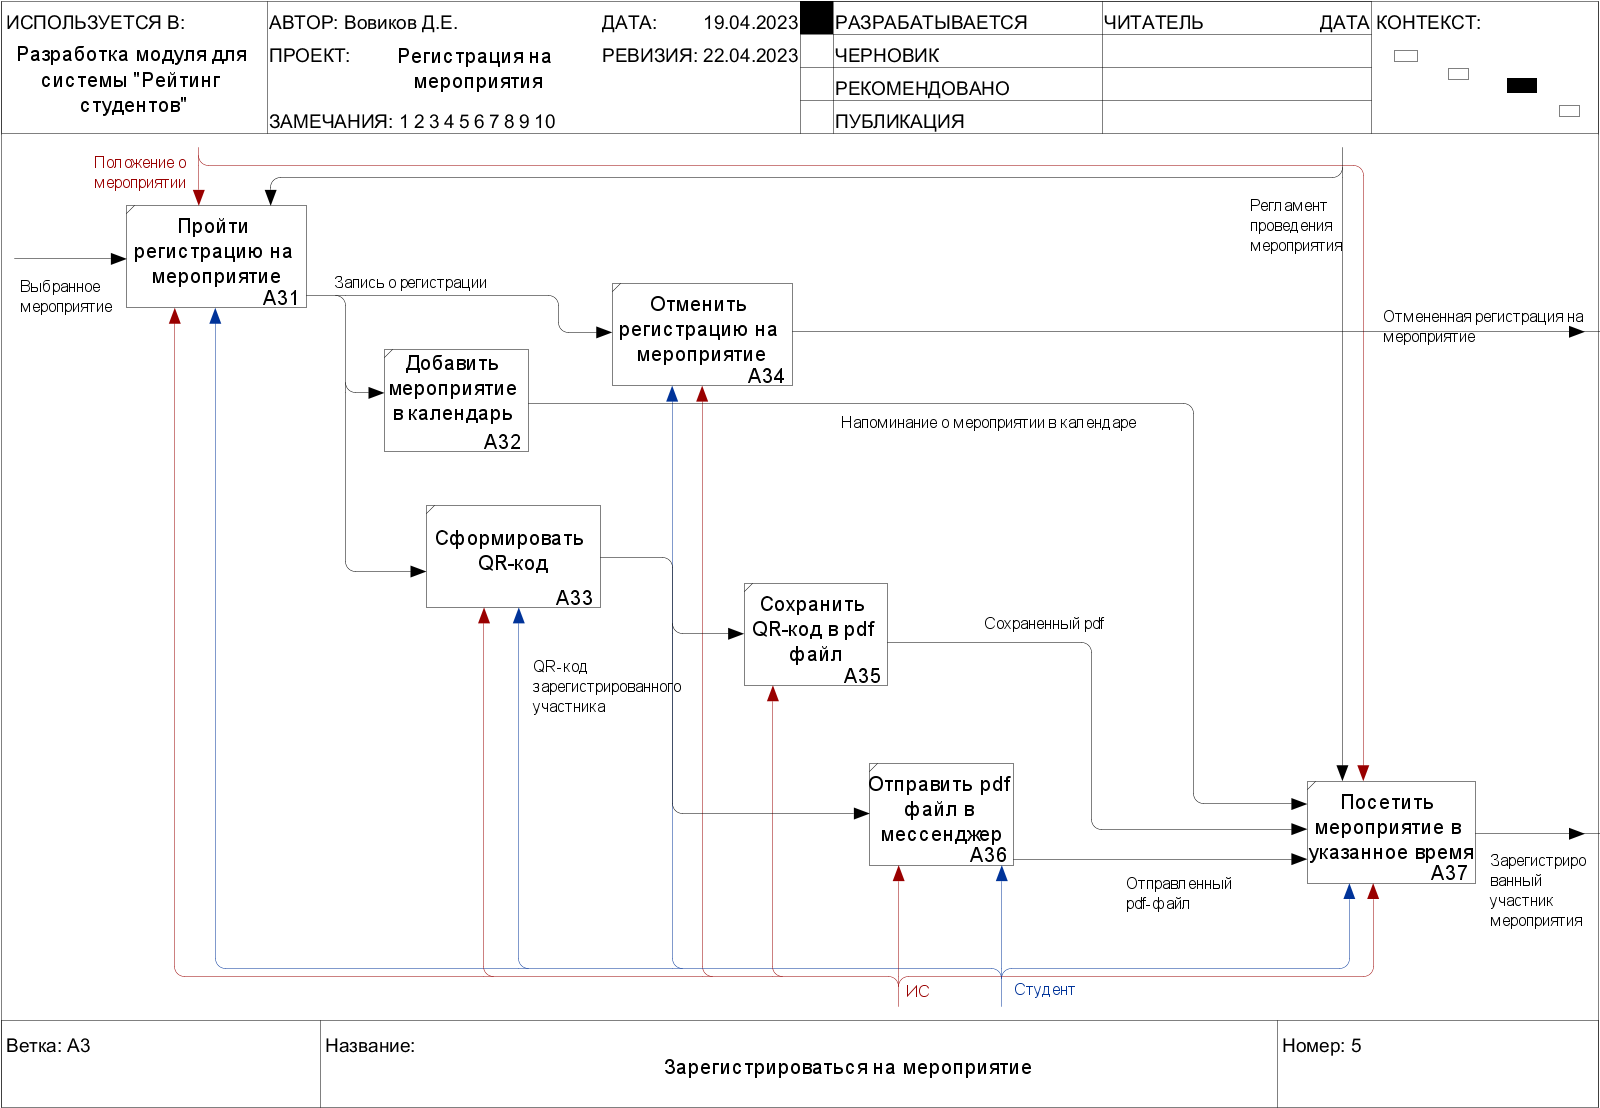 ИСПОЛЬЗУЕТСЯ В:
Разработка модуля для
системы "Рейтинг
студентов"
АВТОР: Вовиков Д.Е.
ДАТА: 19.04.2023
ПРОЕКТ: Регистрация на
мероприятия
РЕВИЗИЯ: 22.04.2023
ЗАМЕЧАНИЯ: 1 2 3 4 5 6 7 8 9 10
РАЗРАБАТЫВАЕТСЯ
ЧЕРНОВИК
РЕКОМЕНДОВАНО
ПУБЛИКАЦИЯ
ЧИТАТЕЛЬ
ДАТА
КОНТЕКСТ:
Положение о
мероприятии
Регламент
проведения
мероприятия
Выбранное
мероприятие
Пройти
регистрацию на
мероприятие
A31
Запись о регистрации
Отменить
регистрацию на
мероприятие
A34
Отмененная регистрация на
мероприятие
Добавить
мероприятие
в календарь
A32
Напоминание о мероприятии в календаре
Сформировать
QR-код
A33
QR-код
зарегистрированного
участника
Сохранить
QR-код в pdf
файл
A35
Сохраненный pdf
Отправить pdf
файл в
мессенджер
A36
Отправленный
pdf-файл
Посетить
мероприятие в
указанное время
A37
Зарегистриро
ванный
участник
мероприятия
ИС
Студент
Ветка: A3
Название:
Зарегистрироваться на мероприятие
Номер: 5